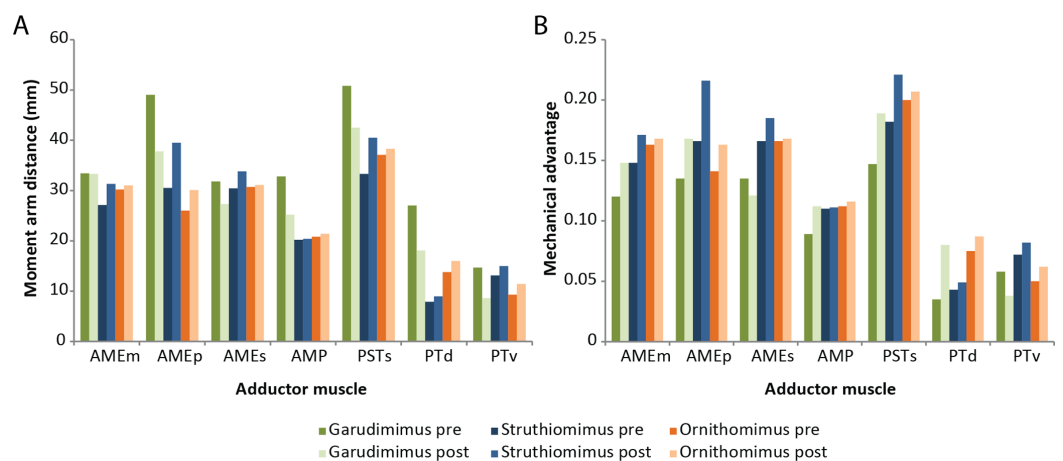 A
Moment arm distance (mm)
60
50
40
30
20
10
0
AMEm AMEp AMEs AMP PSTs PTd PTv
Adductor muscle
B
Mechanical advantage
0.25
0.20
0.15
0.10
0.05
0
AMEm AMEp AMEs AMP PSTs PTd PTv
Adductor muscle
Garudimimus pre Struthiomimus pre Ornithomimus pre
Garudimimus post Struthiomimus post Ornithomimus post